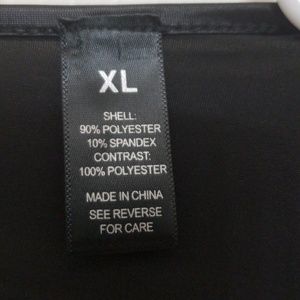 XL
SHELL:
90% POLYESTER
10% SPANDEX
CONTRAST:
100% POLYESTER
MADE IN CHINA
SEE REVERSE
FOR CARE